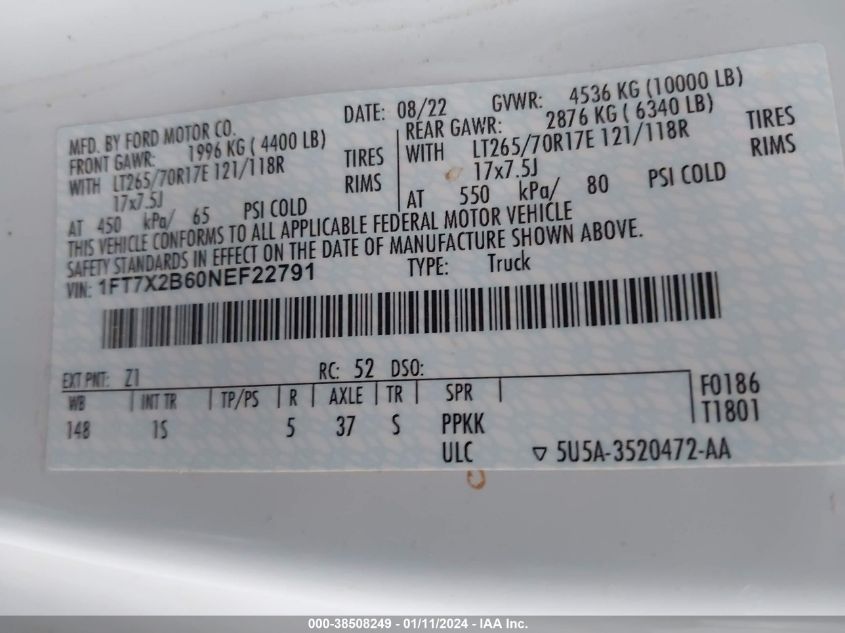 MFD. BY FORD MOTOR CO. DATE: 08/22 GVWR: 4536 KG (10000 LB)
FRONT GAWR: 1996 KG ( 4400 LB) REAR GAWR: 2876 KG ( 6340 LB)
WITH LT265/70R17E 121/118R TIRES WITH LT265/70R17E 121/118R TIRES
17x7.5J RIMS 17x7.5J RIMS
AT 450 kPa/ 65 PSI COLD AT 550 kPa/ 80 PSI COLD
THIS VEHICLE CONFORMS TO ALL APPLICABLE FEDERAL MOTOR VEHICLE
SAFETY STANDARDS IN EFFECT ON THE DATE OF MANUFACTURE SHOWN ABOVE.
VIN: 1FT7X2B60NEF22791 TYPE: Truck
EXT PNT: Z1 RC: 52 DSO:
WB INT TR TP/PS R AXLE TR SPR F0186
148 1S 5 37 S PPKK T1801
ULC ▽ 5U5A-3520472-AA
000-38508249 - 01/11/2024 - IAA Inc.